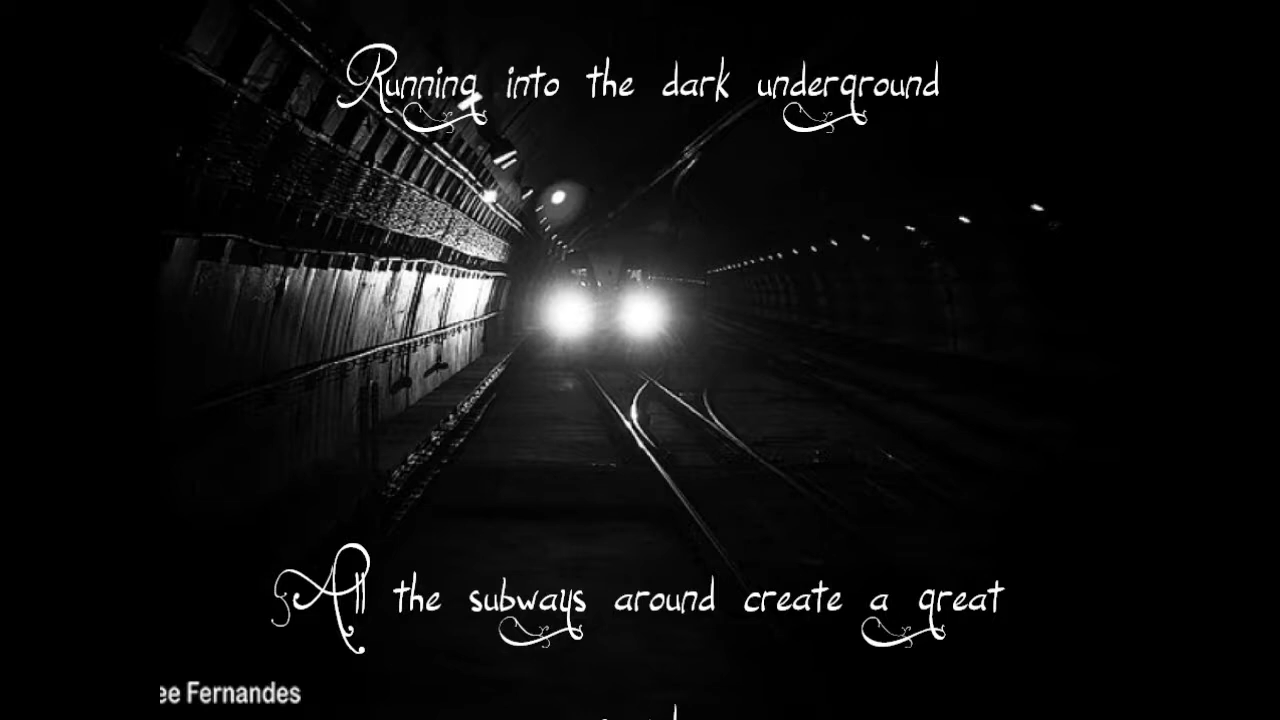 Running into the dark underground
All the subways around create a great
ee Fernandes